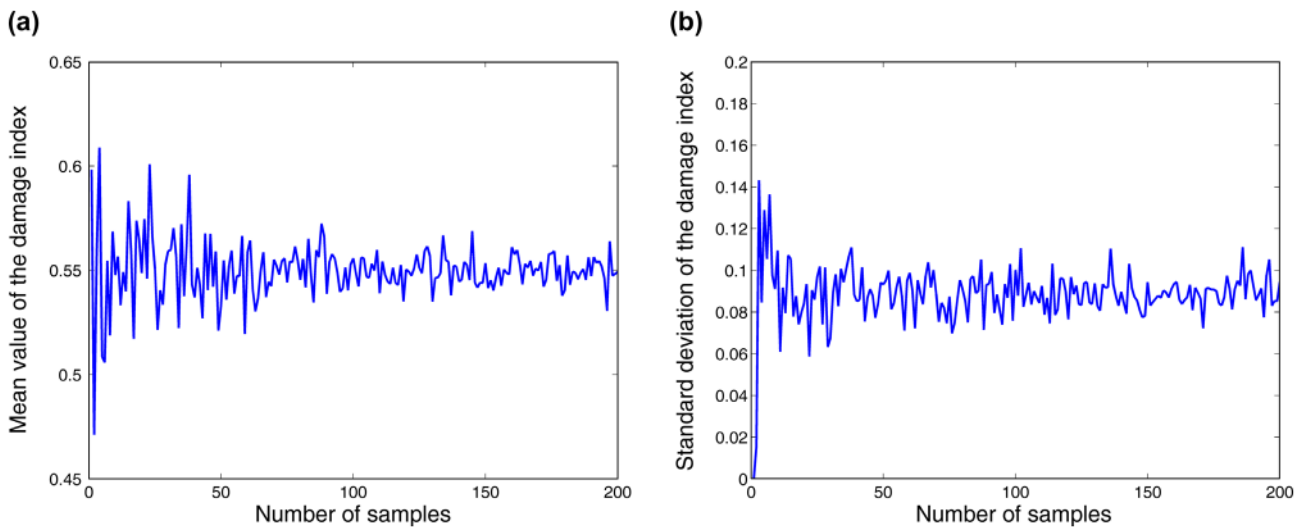 (a)
Mean value of the damage index
0.65
0.6
0.55
0.5
0.45
0 50 100 150 200
Number of samples
(b)
Standard deviation of the damage index
0.2
0.18
0.16
0.14
0.12
0.1
0.08
0.06
0.04
0.02
0
0 50 100 150 200
Number of samples